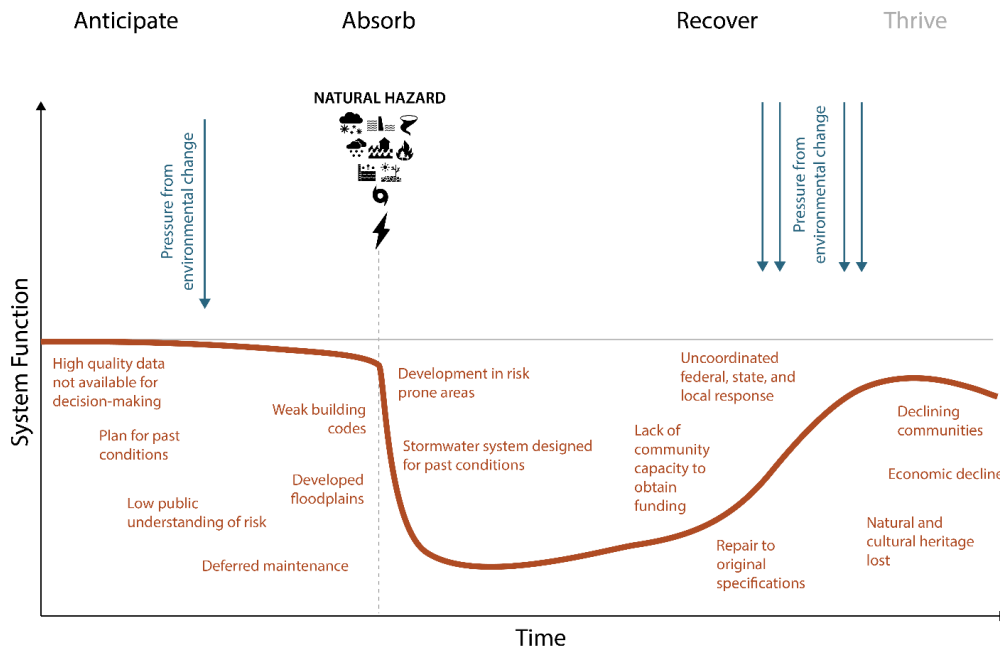 Anticipate
Absorb
Recover
Thrive
NATURAL HAZARD
Pressure from
environmental change
Pressure from
environmental change
System Function
High quality data
not available for
decision-making
Plan for past
conditions
Low public
understanding of risk
Deferred maintenance
Weak building
codes
Developed
floodplains
Development in risk
prone areas
Stormwater system designed
for past conditions
Uncoordinated
federal, state, and
local response
Lack of
community
capacity to
obtain
funding
Repair to
original
specifications
Declining
communities
Economic decline
Natural and
cultural heritage
lost
Time